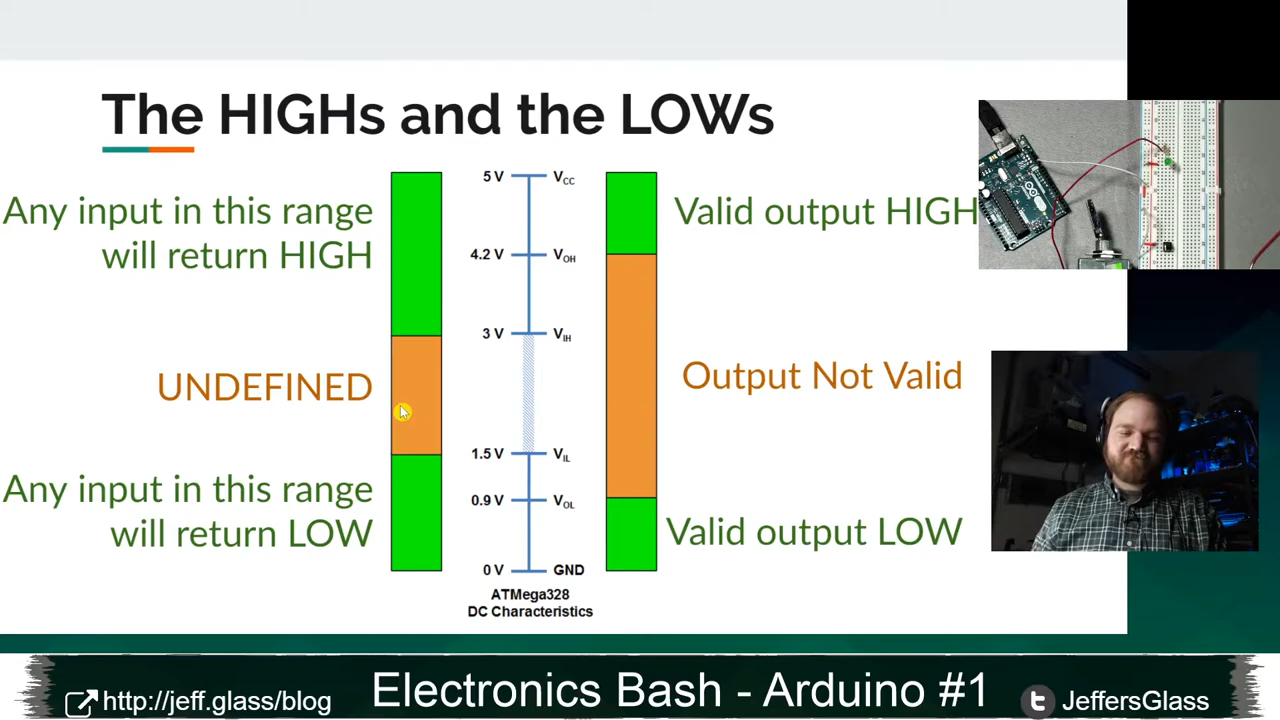 The HIGHs and the LOWs
Any input in this range
will return HIGH
UNDEFINED
Any input in this range
will return LOW
5 V
4.2 V
3 V
1.5 V
0.9 V
0 V
VCC
VOH
VIH
VIL
VOL
GND
ATMega328
DC Characteristics
Valid output HIGH
Output Not Valid
Valid output LOW
http://jeff.glass/blog
Electronics Bash - Arduino #1
JeffersGlass